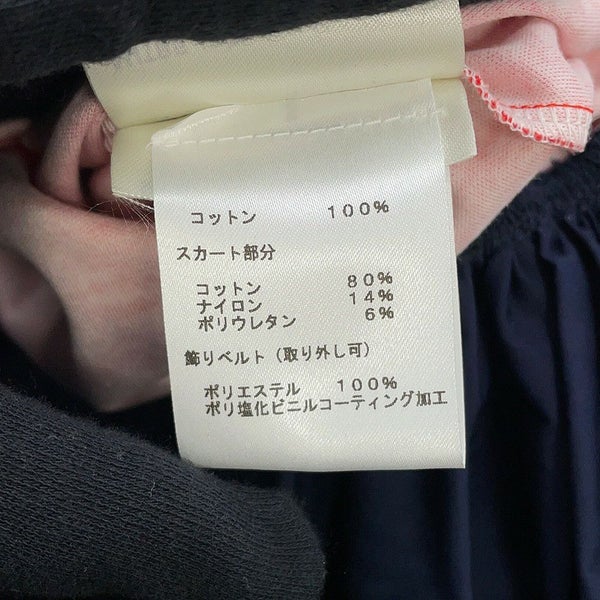 コットン 100%
スカート部分
コットン 80%
ナイロン 14%
ポリウレタン 6%
飾りベルト(取り外し可)
ポリエステル 100%
ポリ塩化ビニルコーティング加工